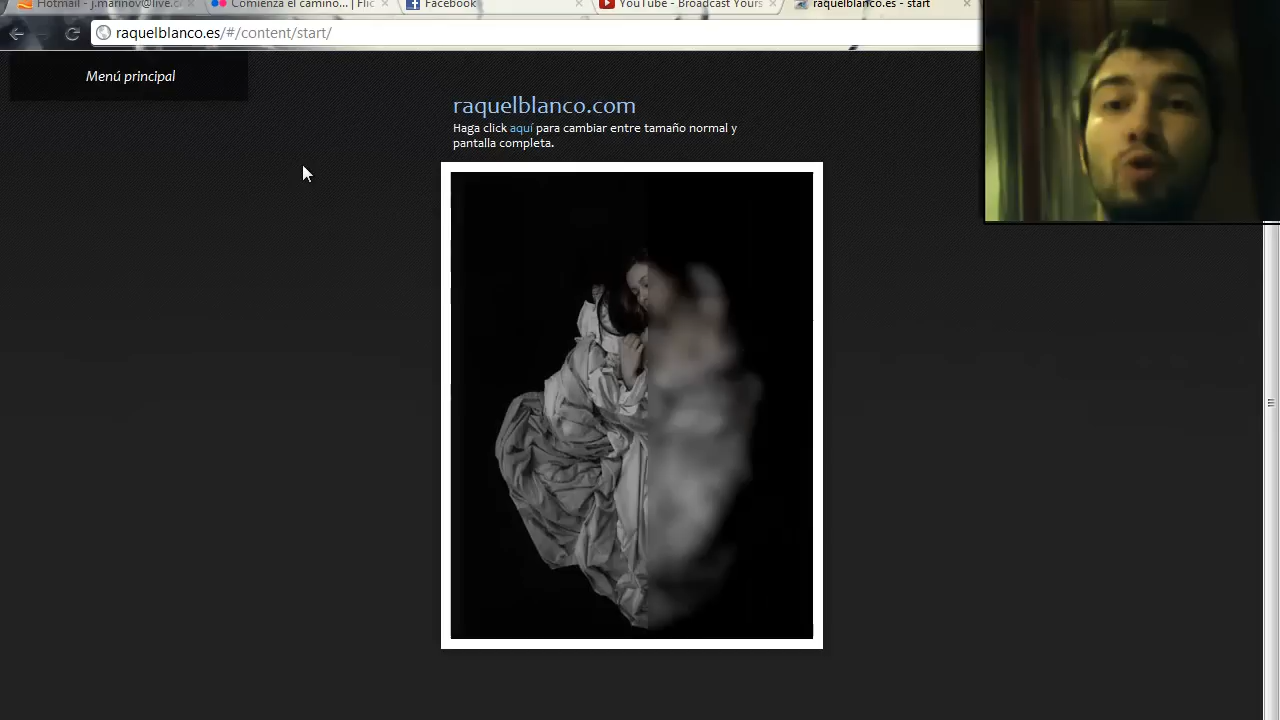 Hotmail - j.marinov@live.c
Comienza el camino... | Flic
Facebook
YouTube - Broadcast Yours
raquelblanco.es - start
raquelblanco.es/#/content/start/
Menú principal
raquelblanco.com
Haga click aquí para cambiar entre tamaño normal y
pantalla completa.